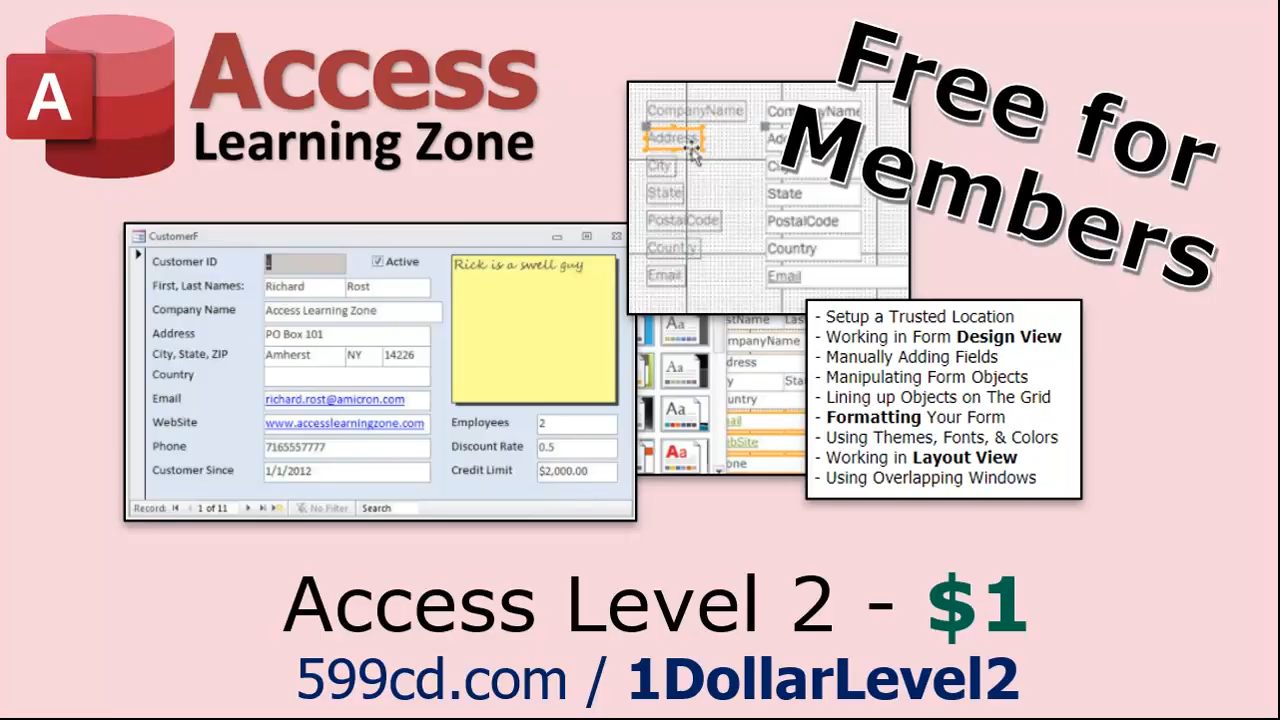 A
Access
Learning Zone
Free for
Members
CompanyName
Address
City
State
PostalCode
Country
Email
CompanyName
State
PostalCode
Country
Email
CustomerF
Customer ID
Active
First, Last Names: Richard Rost
Company Name Access Learning Zone
Address PO Box 101
City, State, ZIP Amherst NY 14226
Country
Email richard.rost@amicron.com
WebSite www.accesslearningzone.com
Phone 7165557777
Customer Since 1/1/2012
Rick is a swell guy
Employees 2
Discount Rate 0.5
Credit Limit $2,000.00
Record: 1 of 11 No Filter Search
Aa
Aa
Aa
Aa
- Setup a Trusted Location
- Working in Form Design View
- Manually Adding Fields
- Manipulating Form Objects
- Lining up Objects on The Grid
- Formatting Your Form
- Using Themes, Fonts, & Colors
- Working in Layout View
- Using Overlapping Windows
Access Level 2 - $1
599cd.com / 1DollarLevel2